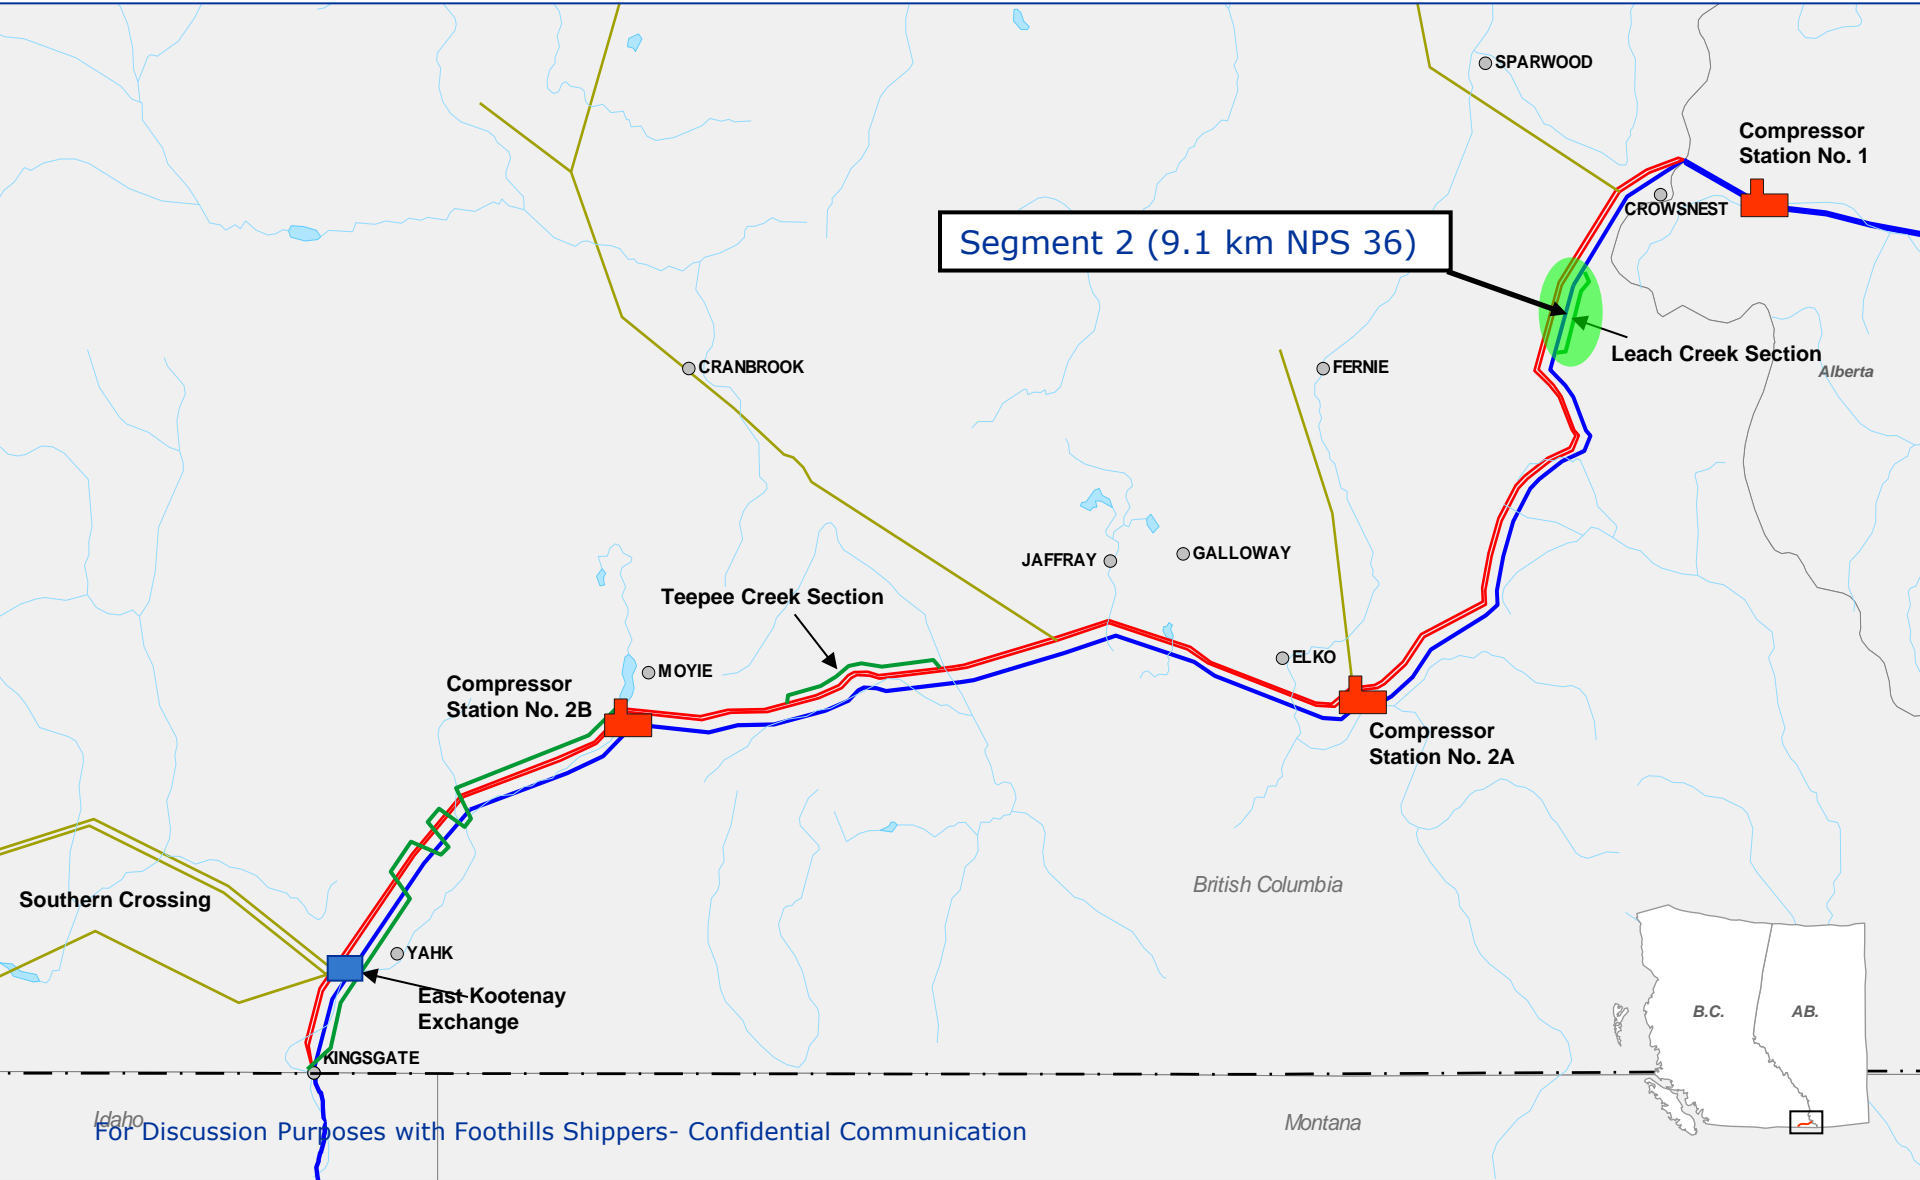 SPARWOOD
Compressor
Station No. 1
CROWSNEST
Segment 2 (9.1 km NPS 36)
Leach Creek Section
Alberta
CRANBROOK
FERNIE
JAFFRAY
GALLOWAY
Teepee Creek Section
ELKO
MOYIE
Compressor
Station No. 2B
Compressor
Station No. 2A
British Columbia
Southern Crossing
YAHK
East Kootenay
Exchange
B.C.
AB.
KINGSGATE
Idaho
Montana
For Discussion Purposes with Foothills Shippers- Confidential Communication